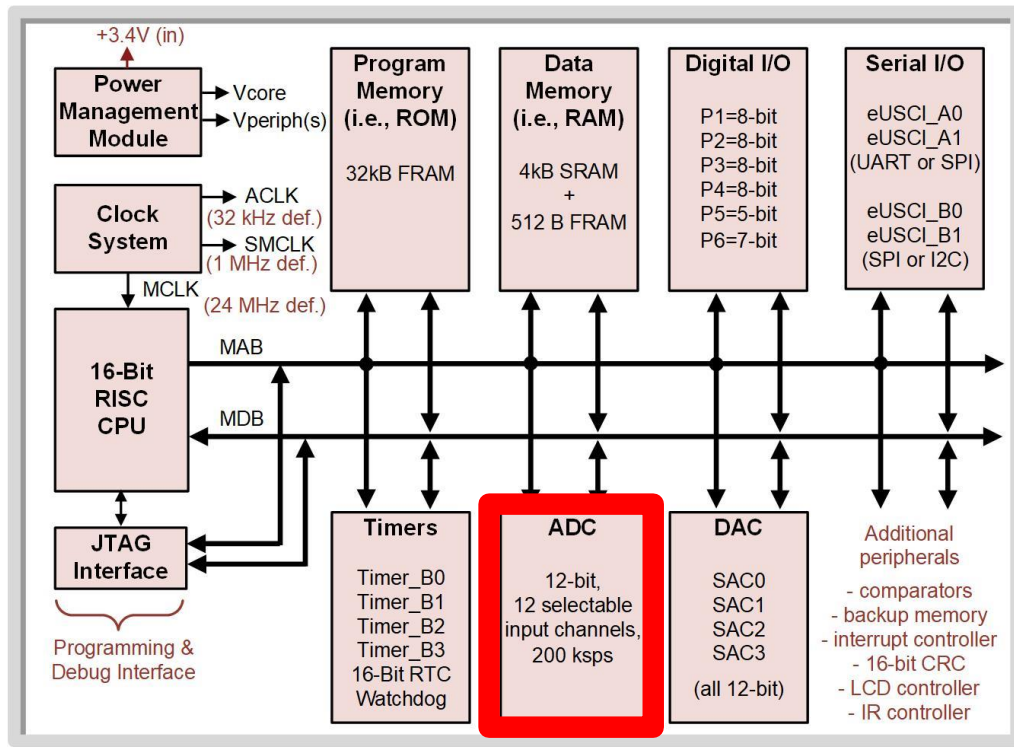 +3.4V (in)
Power
Management
Module
Vcore
Vperiph(s)
Clock
System
ACLK
(32 kHz def.)
SMCLK
(1 MHz def.)
MCLK
(24 MHz def.)
16-Bit
RISC
CPU
MAB
MDB
JTAG
Interface
Programming &
Debug Interface
Program
Memory
(i.e., ROM)
32kB FRAM
Data
Memory
(i.e., RAM)
4kB SRAM
+
512 B FRAM
Digital I/O
P1=8-bit
P2=8-bit
P3=8-bit
P4=8-bit
P5=5-bit
P6=7-bit
Serial I/O
eUSCI_A0
eUSCI_A1
(UART or SPI)
eUSCI_B0
eUSCI_B1
(SPI or I2C)
Timers
Timer_B0
Timer_B1
Timer_B2
Timer_B3
16-Bit RTC
Watchdog
ADC
12-bit,
12 selectable
input channels,
200 ksps
DAC
SAC0
SAC1
SAC2
SAC3
(all 12-bit)
Additional
peripherals
- comparators
- backup memory
- interrupt controller
- 16-bit CRC
- LCD controller
- IR controller